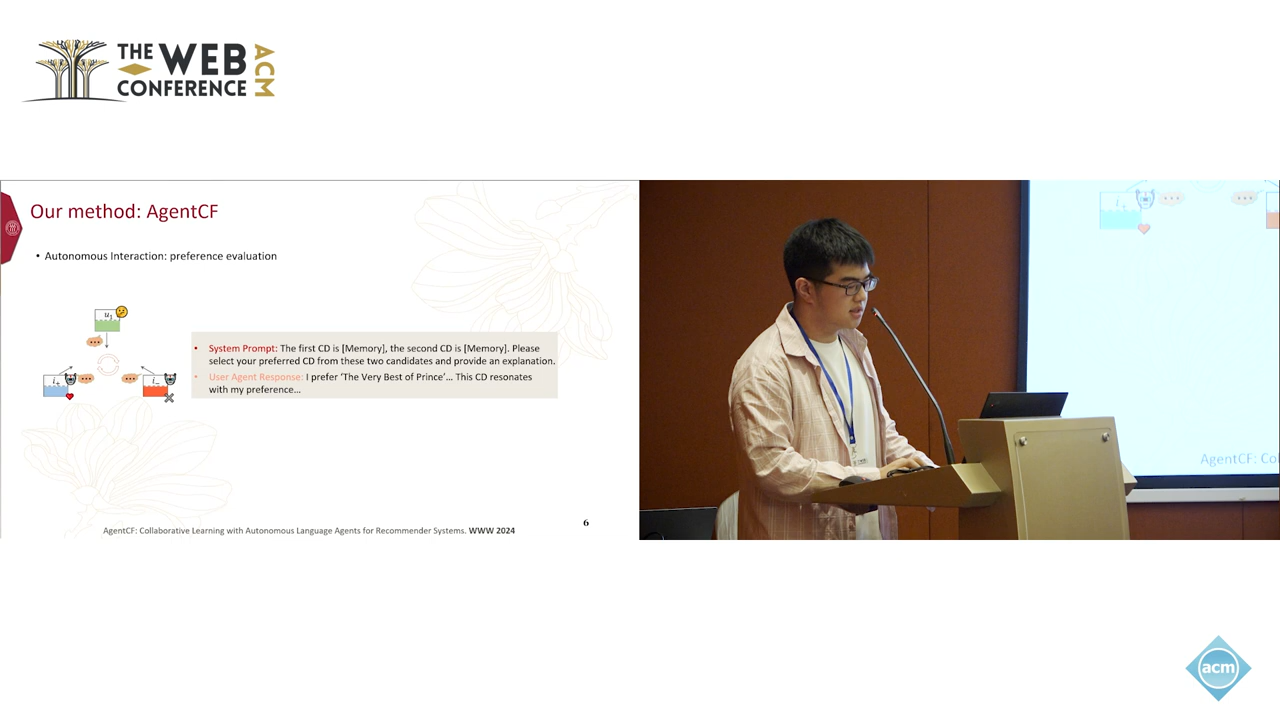 THE WEB
CONFERENCE
ACM
Our method: AgentCF
• Autonomous Interaction: preference evaluation
u₁
i₊
i₋
• System Prompt: The first CD is [Memory], the second CD is [Memory]. Please
select your preferred CD from these two candidates and provide an explanation.
• User Agent Response: I prefer ‘The Very Best of Prince’... This CD resonates
with my preference...
AgentCF: Collaborative Learning with Autonomous Language Agents for Recommender Systems. WWW 2024
6
i₊
AgentCF: Co
acm